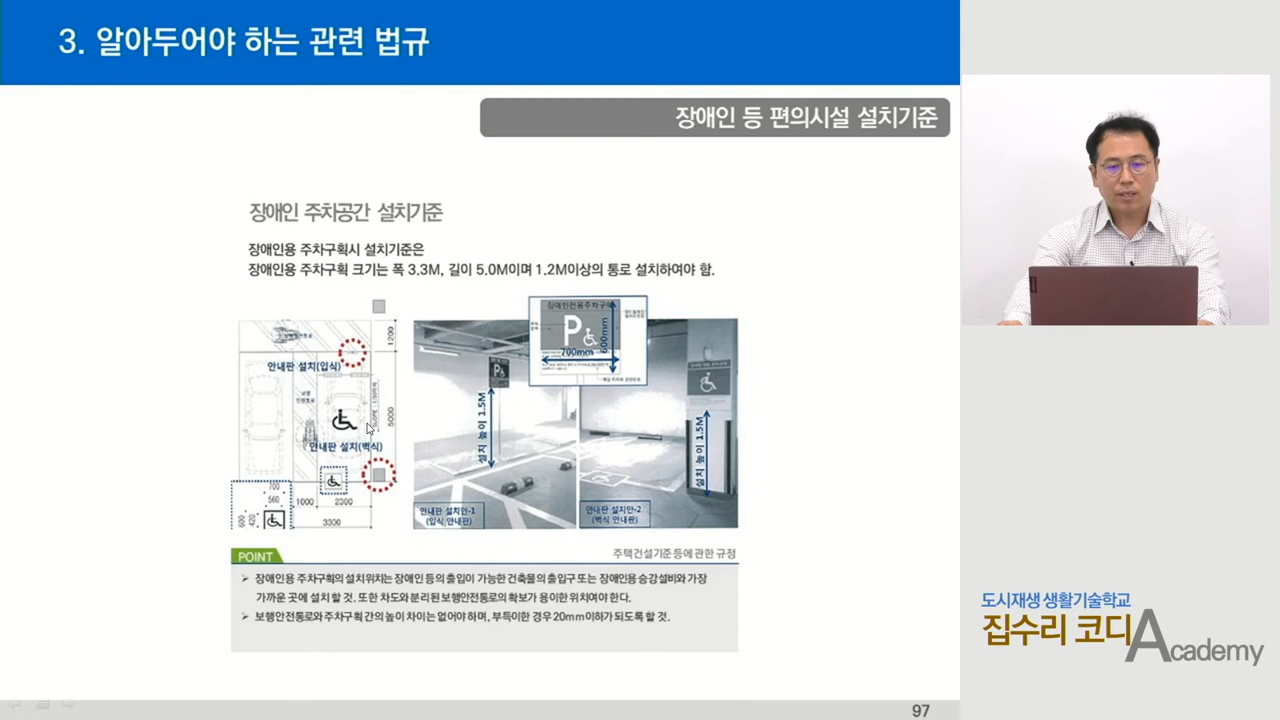 3. 알아두어야 하는 관련 법규
장애인 등 편의시설 설치기준
장애인 주차공간 설치기준
장애인용 주차구획시 설치기준은
장애인용 주차구획 크기는 폭 3.3M, 길이 5.0M이며 1.2M이상의 통로 설치하여야 함.
안내판 설치(입식)
1200
5000
안내판 설치(벽식)
700
560
600
420
1000
2300
3300
장애인전용주차구역
P
600mm
700mm
P
설치 높이 1.5M
설치 높이 1.5M
안내판 설치안-1
(입식 안내판)
안내판 설치안-2
(벽식 안내판)
POINT
주택건설기준 등에 관한 규정
➢ 장애인용 주차구획의 설치위치는 장애인 등의 출입이 가능한 건축물의 출입구 또는 장애인용 승강설비와 가장
가까운 곳에 설치 할 것. 또한 차도와 분리된 보행안전통로의 확보가 용이한 위치여야 한다.
➢ 보행안전통로와 주차구획 간의 높이 차이는 없어야 하며, 부득이한 경우 20mm이하가 되도록 할 것.
97
도시재생 생활기술학교
집수리 코디 Academy